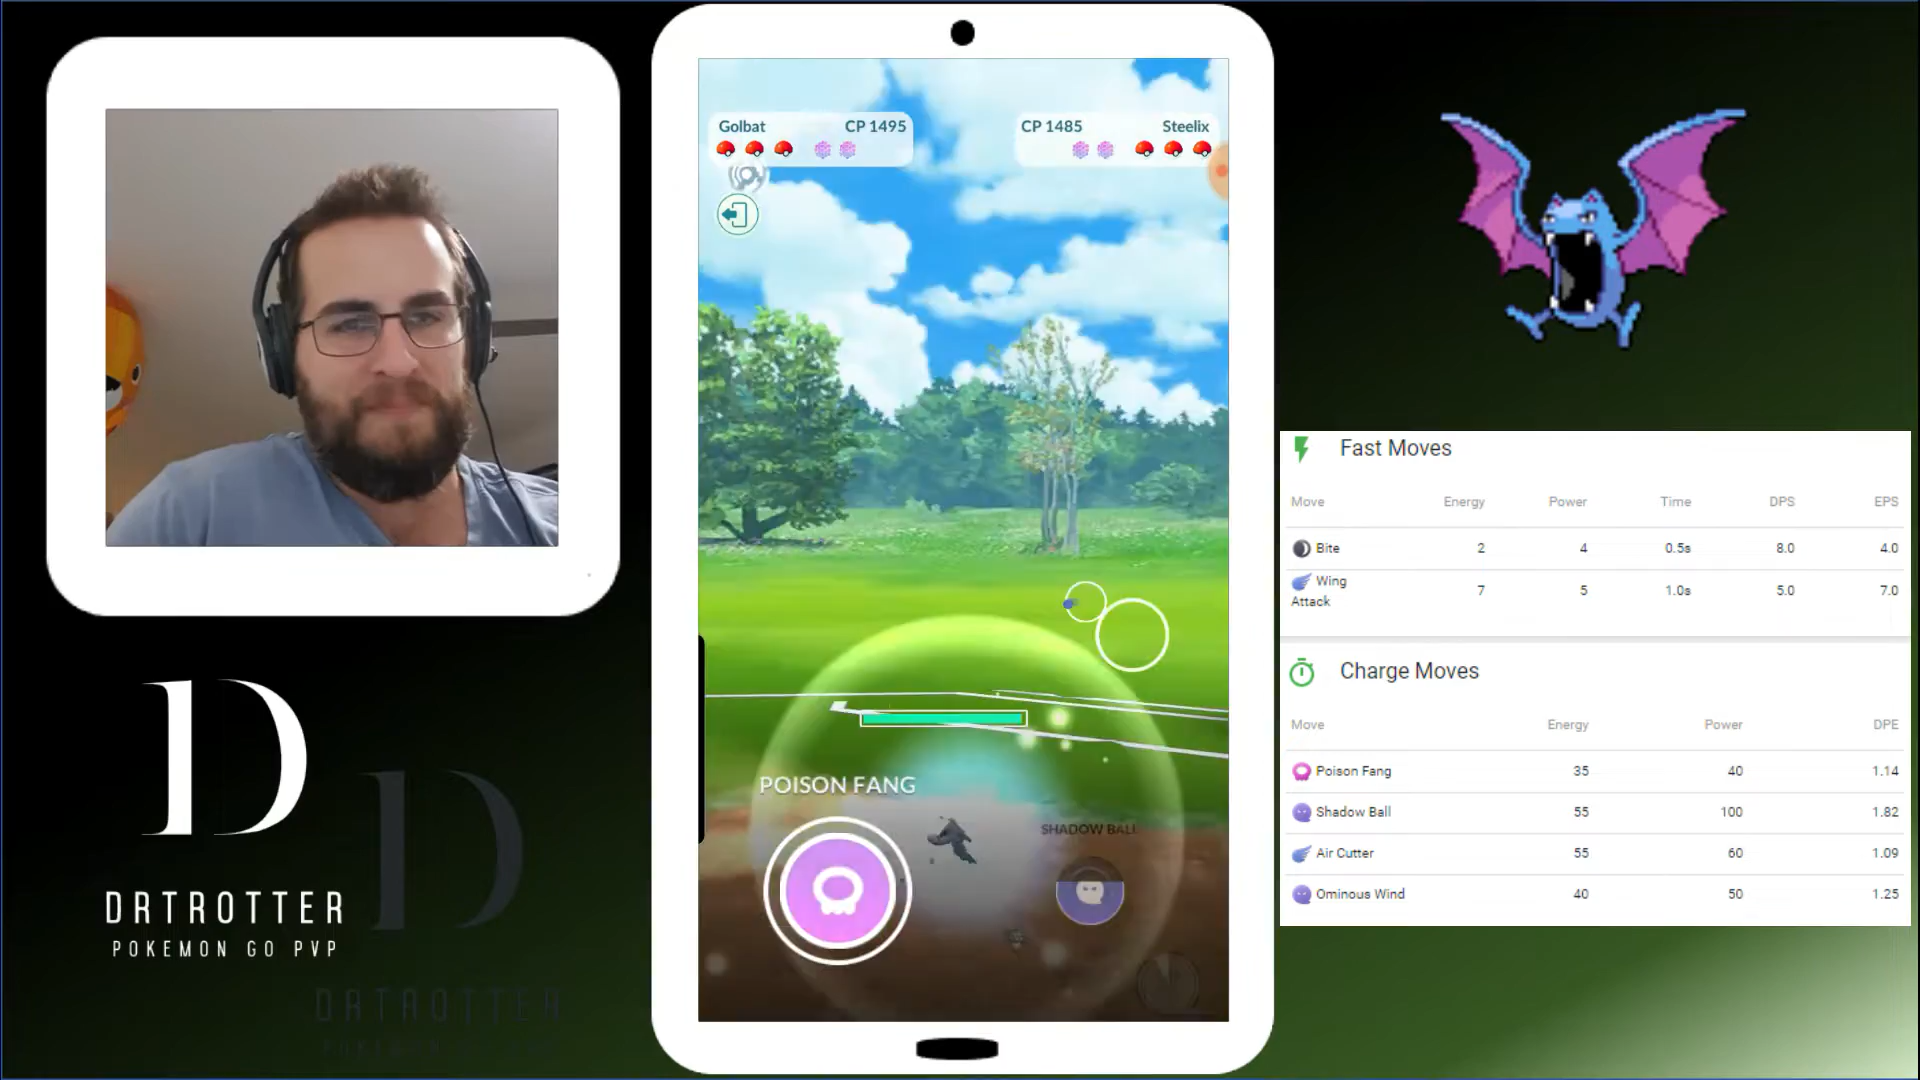 Golbat CP 1495
CP 1485 Steelix
POISON FANG
SHADOW BALL
DRTROTTER
POKEMON GO PVP
DRTROTTER
Fast Moves
Move Energy Power Time DPS EPS
Bite 2 4 0.5s 8.0 4.0
Wing
Attack 7 5 1.0s 5.0 7.0
Charge Moves
Move Energy Power DPE
Poison Fang 35 40 1.14
Shadow Ball 55 100 1.82
Air Cutter 55 60 1.09
Ominous Wind 40 50 1.25